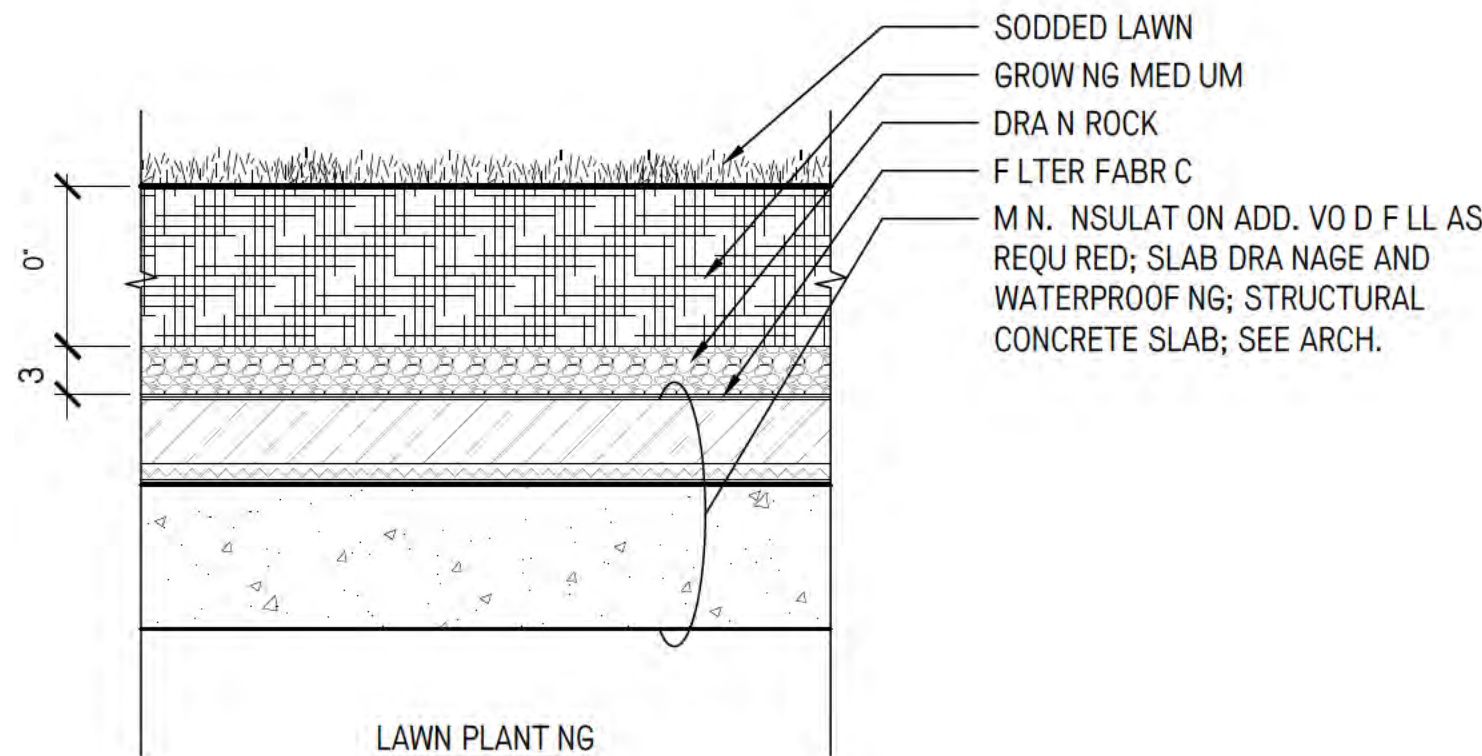 SODDED LAWN
GROW NG MED UM
DRA N ROCK
F LTER FABR C
M N. NSULAT ON ADD. VO D F LL AS
REQU RED; SLAB DRA NAGE AND
WATERPROOF NG; STRUCTURAL
CONCRETE SLAB; SEE ARCH.
0"
3
LAWN PLANT NG